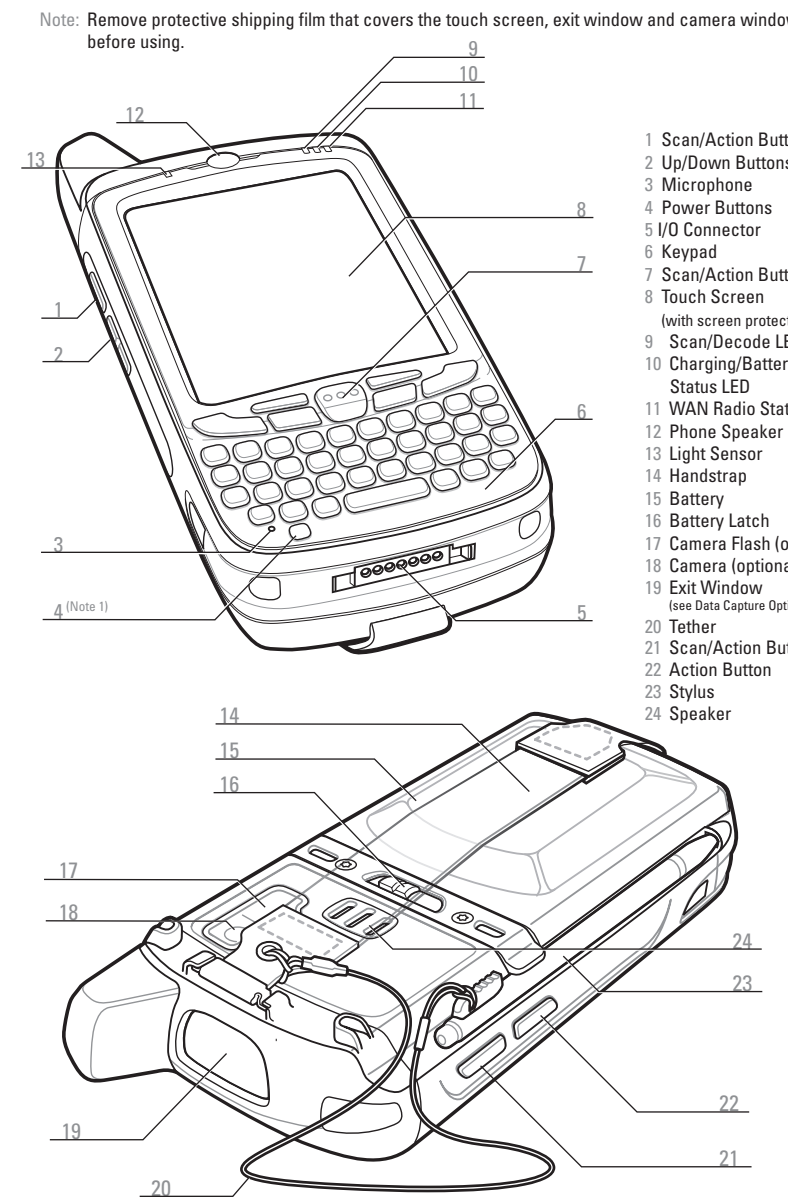 Note: Remove protective shipping film that covers the touch screen, exit window and camera window
before using.
9
10
11
12
13
8
7
1
2
6
3
4 (Note 1)
5
1 Scan/Action Butt
2 Up/Down Buttons
3 Microphone
4 Power Buttons
5 I/O Connector
6 Keypad
7 Scan/Action Butt
8 Touch Screen
(with screen protect
9 Scan/Decode LE
10 Charging/Batter
Status LED
11 WAN Radio Stat
12 Phone Speaker
13 Light Sensor
14 Handstrap
15 Battery
16 Battery Latch
17 Camera Flash (o
18 Camera (optiona
19 Exit Window
(see Data Capture Opti
20 Tether
21 Scan/Action But
22 Action Button
23 Stylus
24 Speaker
14
15
16
17
18
24
23
22
19
21
20